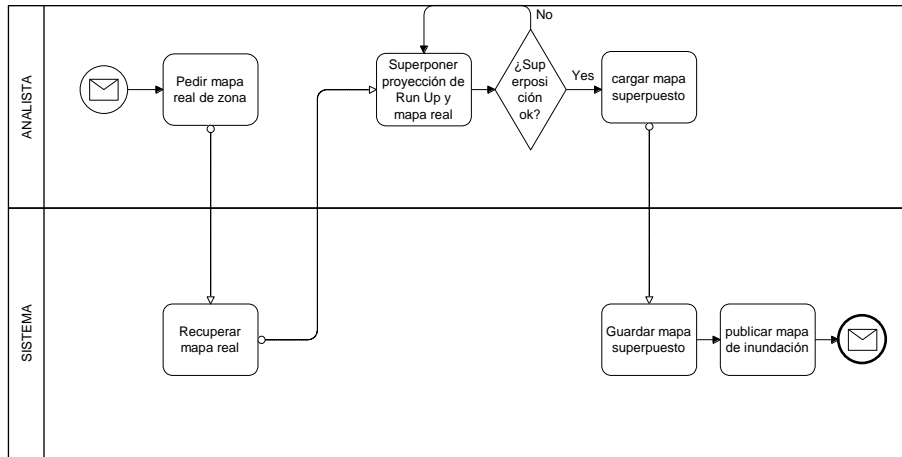 ANALISTA
Pedir mapa
real de zona
Superponer
proyección de
Run Up y
mapa real
No
¿Sup
erposi
ción
ok?
Yes
cargar mapa
superpuesto
SISTEMA
Recuperar
mapa real
Guardar mapa
superpuesto
publicar mapa
de inundación